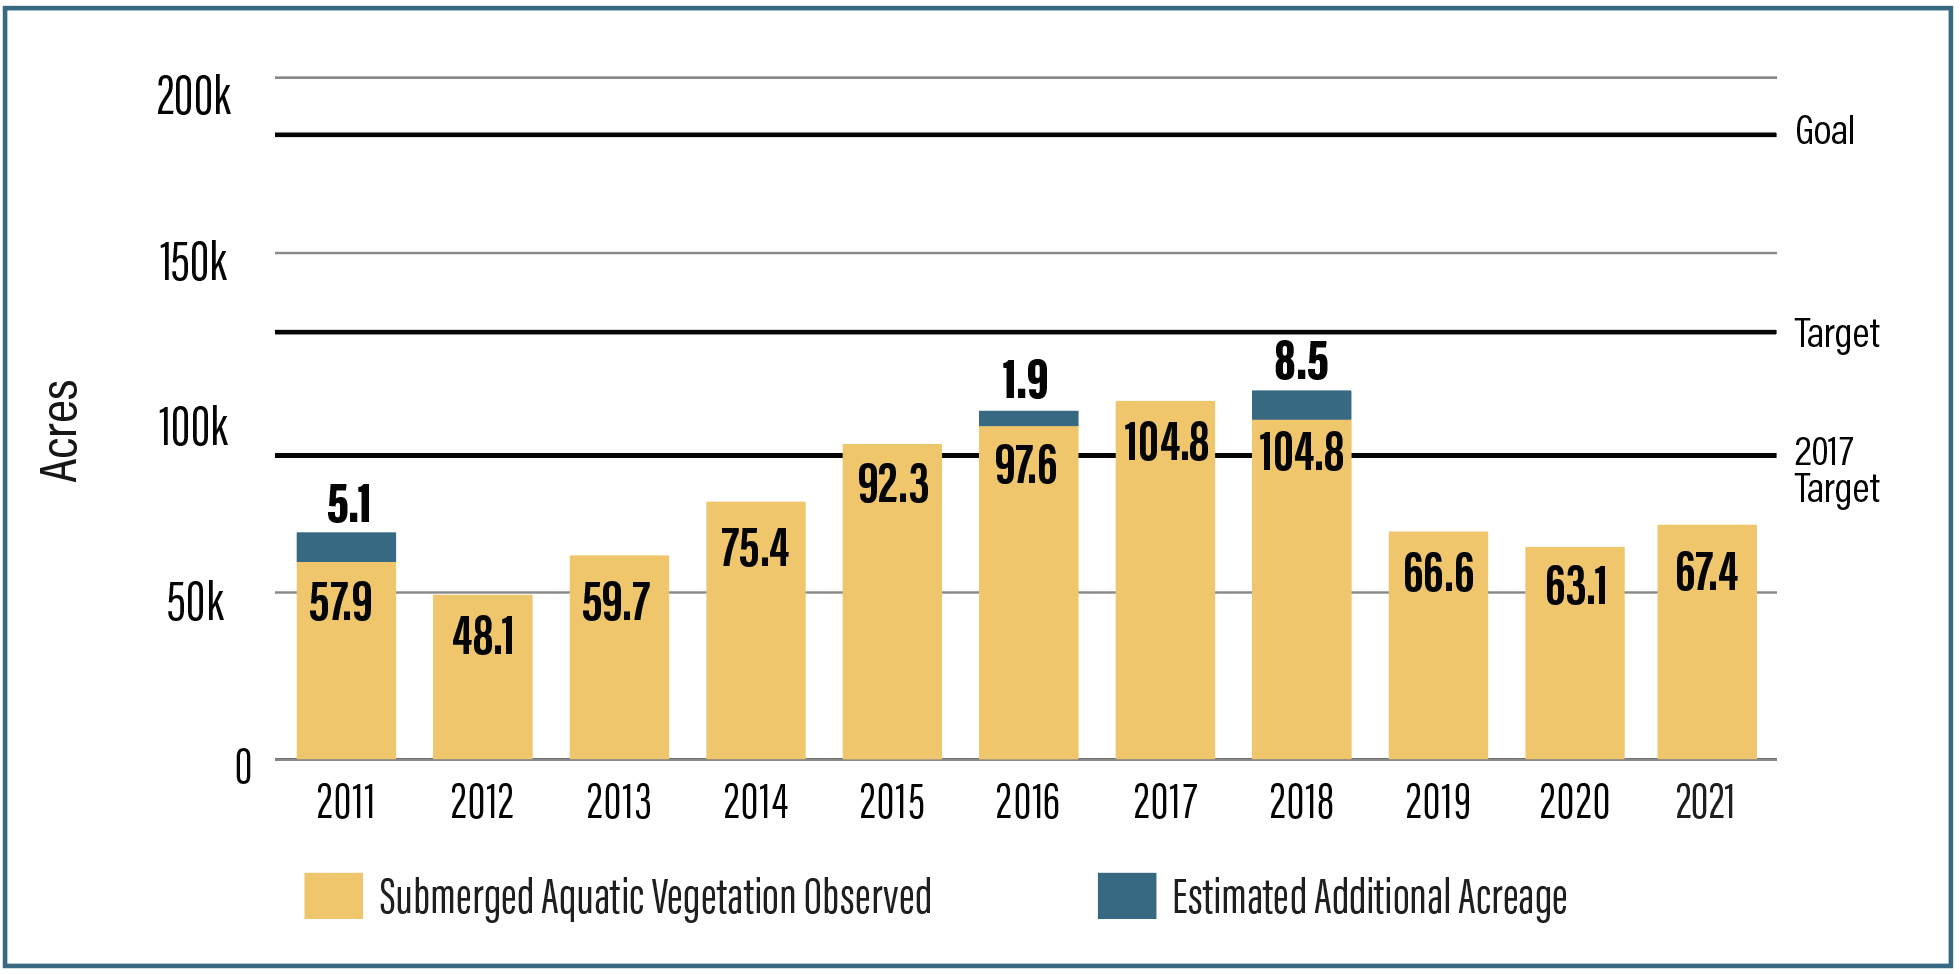 200k
Goal
150k
Target
8.5
1.9
100k
104.8
104.8
97.6
2017
Target
92.3
Acres
5.1
75.4
67.4
66.6
63.1
50k
57.9
59.7
48.1
0
2011 2012 2013 2014 2015 2016 2017 2018 2019 2020 2021
Submerged Aquatic Vegetation Observed
Estimated Additional Acreage